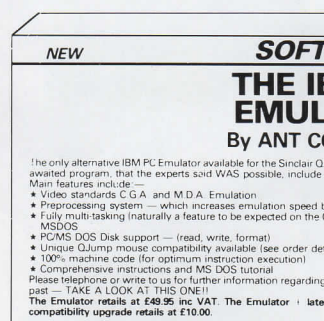 NEW SOFT
THE I
EMUL
By ANT CO
The only alternative IBM PC Emulator available for the Sinclair Q
awaited program, that the experts said WAS possible, include
Main features include:—
★ Video standards C.G.A. and M.D.A. Emulation
★ Preprocessing system — which increases emulation speed b
★ Fully multi-tasking (naturally a feature to be expected on the
MSDOS
★ PC/MS DOS Disk support — (read, write, format)
★ Unique QJump mouse compatibility available (see order de
★ 100% machine code (for optimum instruction execution)
★ Comprehensive instructions and MS DOS tutorial
Please telephone or write to us for further information regarding
past — TAKE A LOOK AT THIS ONE!!
The Emulator retails at £49.95 inc VAT. The Emulator + late
compatibility upgrade retails at £10.00.